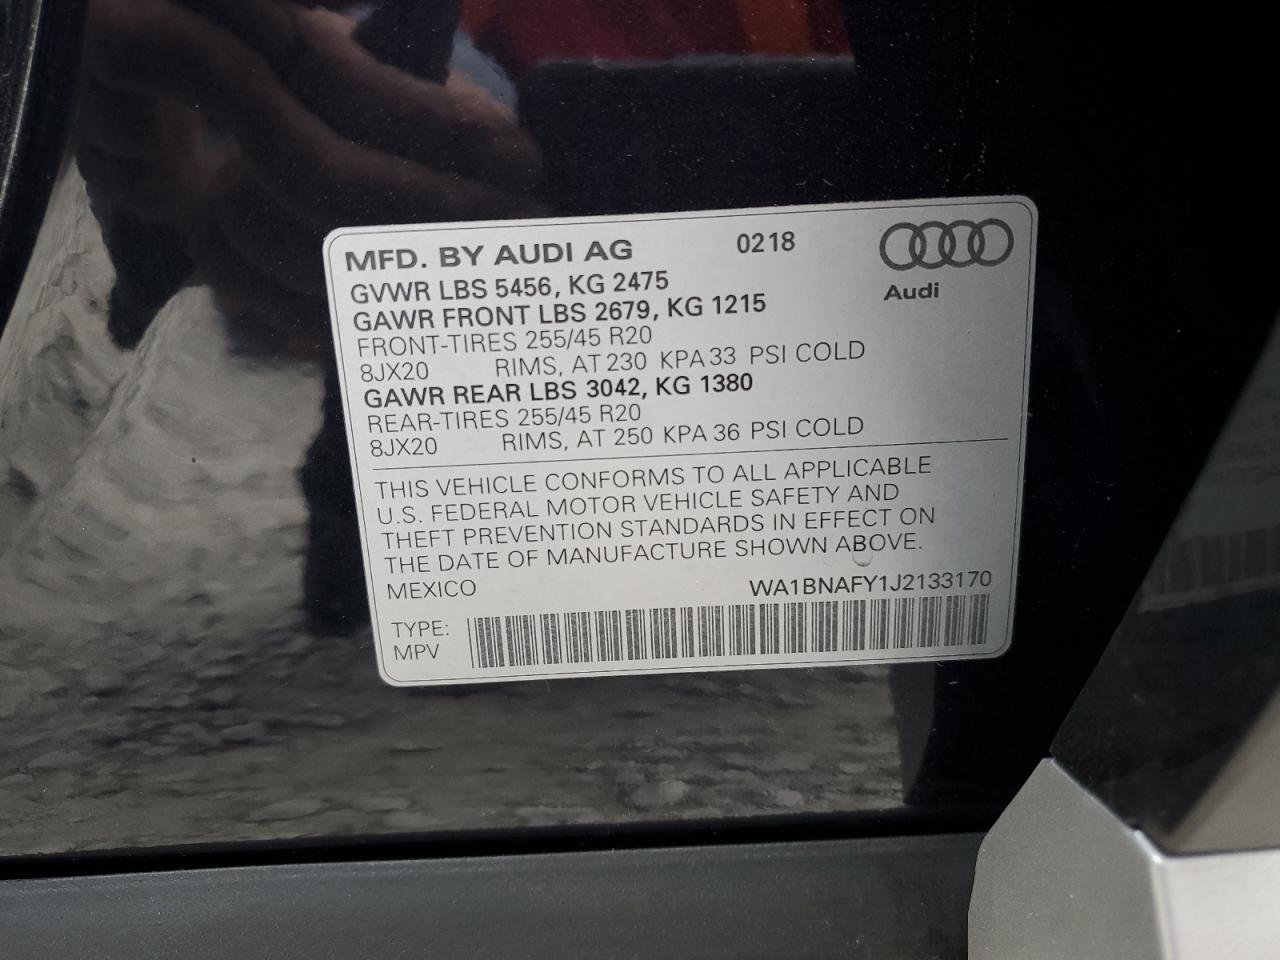 MFD. BY AUDI AG 0218
Audi
GVWR LBS 5456, KG 2475
GAWR FRONT LBS 2679, KG 1215
FRONT-TIRES 255/45 R20
8JX20 RIMS, AT 230 KPA 33 PSI COLD
GAWR REAR LBS 3042, KG 1380
REAR-TIRES 255/45 R20
8JX20 RIMS, AT 250 KPA 36 PSI COLD
THIS VEHICLE CONFORMS TO ALL APPLICABLE
U.S. FEDERAL MOTOR VEHICLE SAFETY AND
THEFT PREVENTION STANDARDS IN EFFECT ON
THE DATE OF MANUFACTURE SHOWN ABOVE.
MEXICO WA1BNAFY1J2133170
TYPE:
MPV